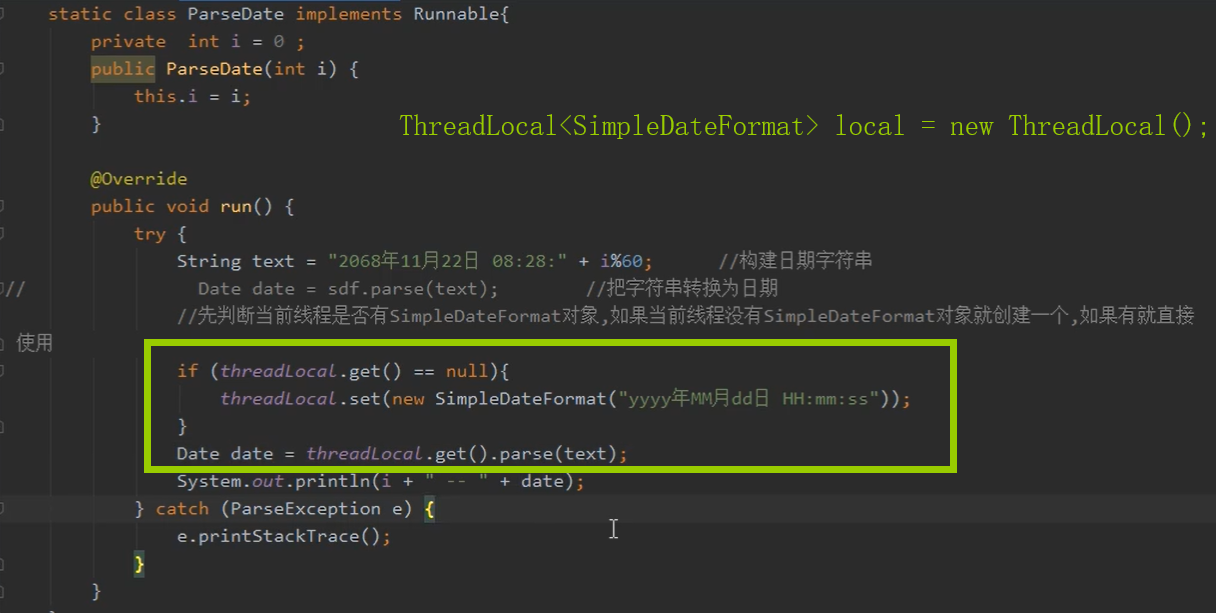 static class ParseDate implements Runnable{
private  int i = 0 ;
public ParseDate(int i) {
this.i = i;
}
ThreadLocal<SimpleDateFormat> local = new ThreadLocal();
@Override
public void run() {
try {
String text = "2068年11月22日 08:28:" + i%60;      //构建日期字符串
//                Date date = sdf.parse(text);        //把字符串转换为日期
//先判断当前线程是否有SimpleDateFormat对象,如果当前线程没有SimpleDateFormat对象就创建一个,如果有就直接
使用
if (threadLocal.get() == null){
threadLocal.set(new SimpleDateFormat("yyyy年MM月dd日 HH:mm:ss"));
}
Date date = threadLocal.get().parse(text);
System.out.println(i + " -- " + date);
} catch (ParseException e) {
e.printStackTrace();
}
}